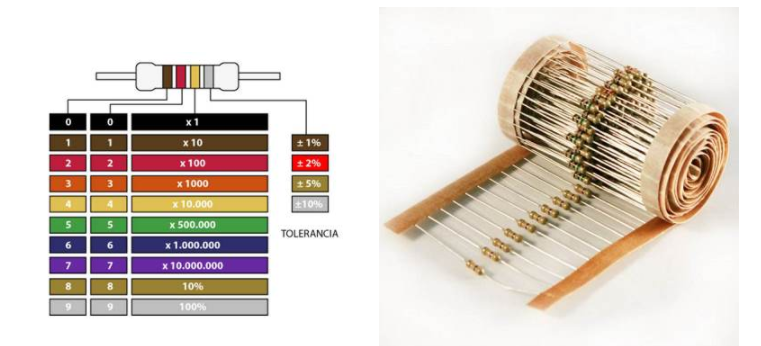 0 0 x 1
1 1 x 10 ± 1%
2 2 x 100 ± 2%
3 3 x 1000 ± 5%
4 4 x 10.000 ±10%
5 5 x 500.000
TOLERANCIA
6 6 x 1.000.000
7 7 x 10.000.000
8 8 10%
9 9 100%